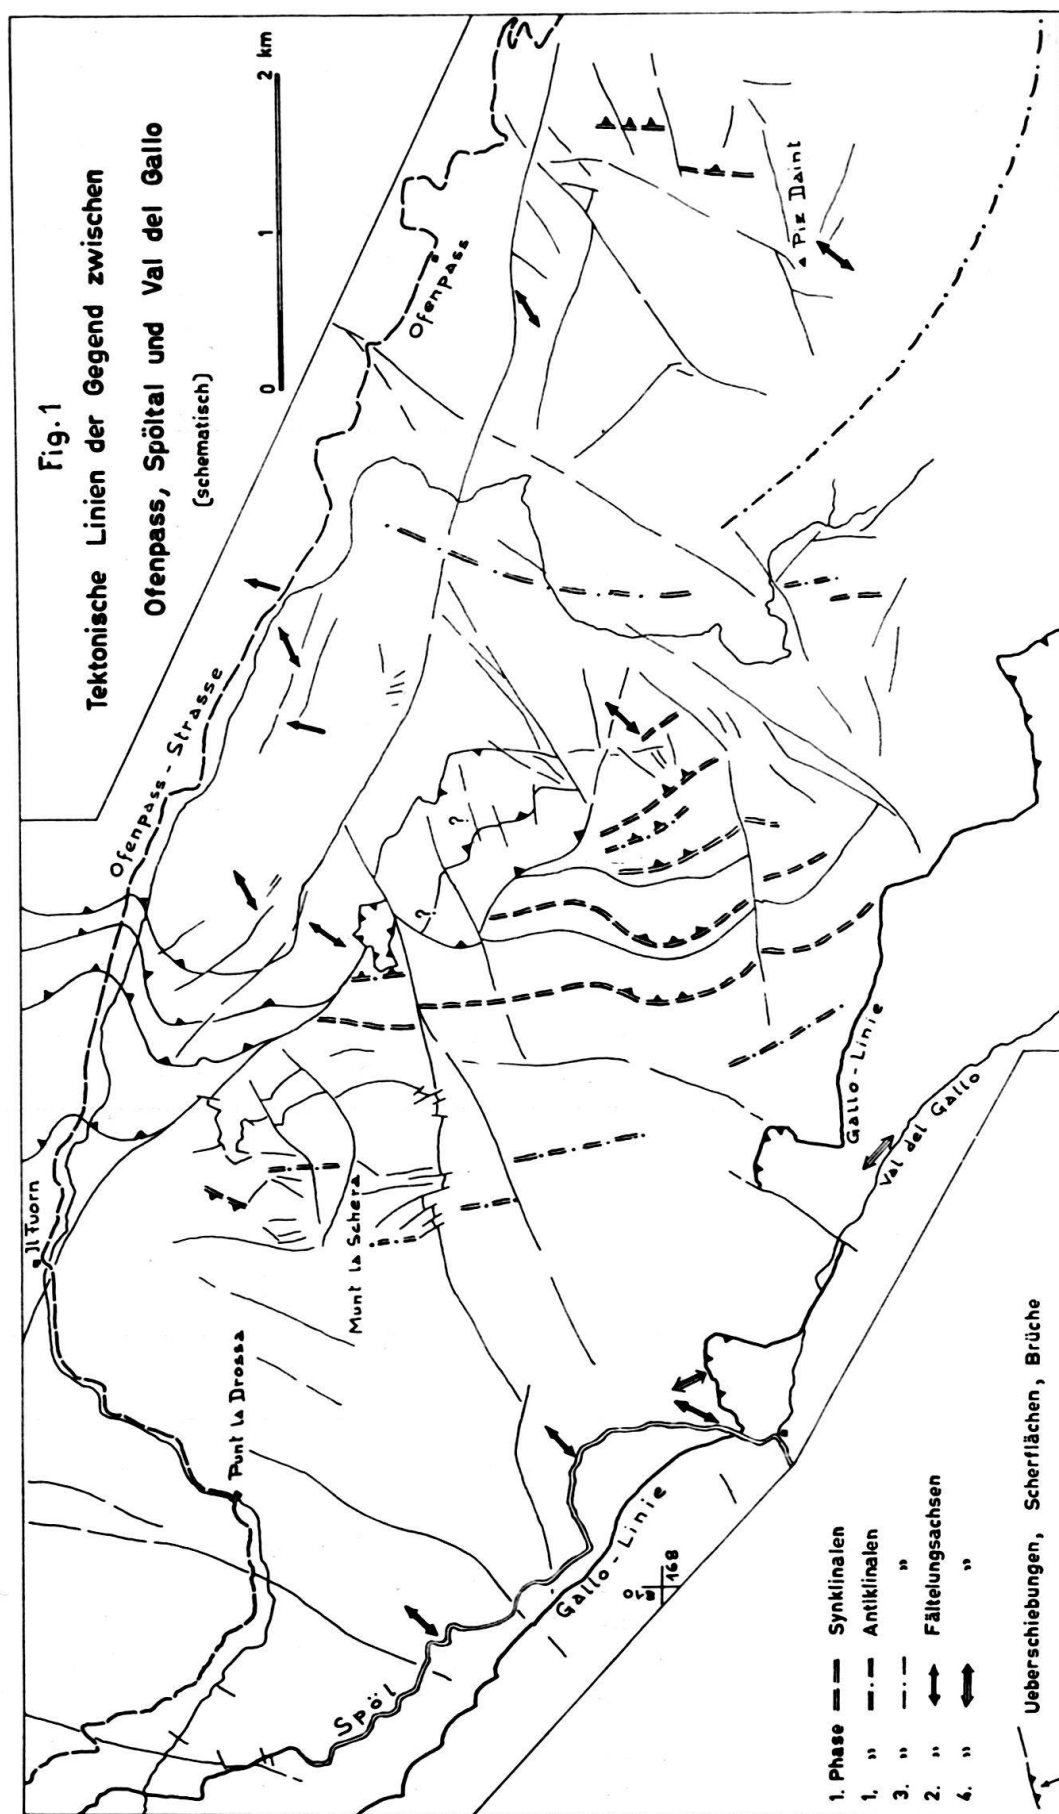 Fig. 1
Tektonische Linien der Gegend zwischen
Ofenpass, Spöltal und Val del Gallo
(schematisch)
0 1 2 km
Ofenpass
Ofenpass - Strasse
Piz Daint
Il Fuorn
Munt la Schera
Punt la Drossa
?
?
Gallo - Linie
Val del Gallo
Gallo - Linie
Spöl
168
1. Phase Synklinalen
1. " Antiklinalen
3. " "
2. " Fältelungsachsen
4. " "
Ueberschiebungen, Scherflächen, Brüche